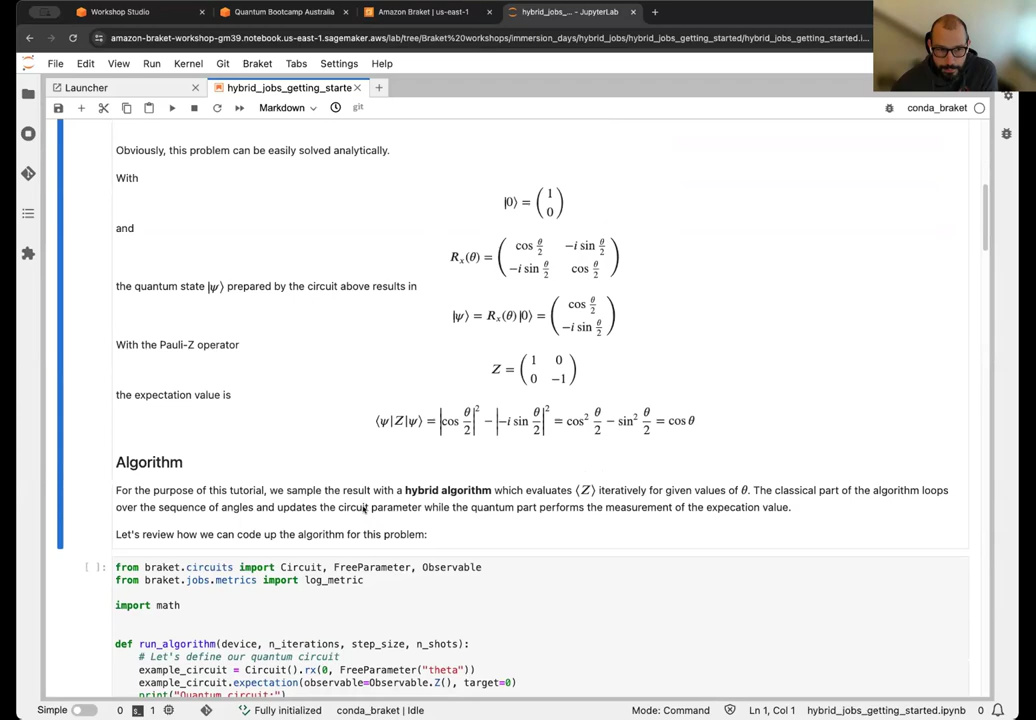 Workshop Studio
Quantum Bootcamp Australia
Amazon Braket | us-east-1
hybrid_jo... - JupyterLab
amazon-braket-workshop-gm39.notebook.us-east-1.sagemaker.aws/lab/tree/Braket%20workshops/immersion_days/hybrid_jobs/hybrid_jobs_getting_started/hybrid_jobs_getting_started.i...
File Edit View Run Kernel Git Braket Tabs Settings Help
Launcher
hybrid_jobs_getting_starte
Markdown
git
conda_braket
Obviously, this problem can be easily solved analytically.
With
|0⟩ = ( 1 0 )
and
Rₓ(θ) = ( cos θ/2 −i sin θ/2 −i sin θ/2 cos θ/2 )
the quantum state |ψ⟩ prepared by the circuit above results in
|ψ⟩ = Rₓ(θ) |0⟩ = ( cos θ/2 −i sin θ/2 )
With the Pauli-Z operator
Z = ( 1 0 0 −1 )
the expectation value is
⟨ψ|Z|ψ⟩ = |cos θ/2|² − |−i sin θ/2|² = cos² θ/2 − sin² θ/2 = cos θ
Algorithm
For the purpose of this tutorial, we sample the result with a hybrid algorithm which evaluates ⟨Z⟩ iteratively for given values of θ. The classical part of the algorithm loops
over the sequence of angles and updates the circuit parameter while the quantum part performs the measurement of the expecation value.
Let's review how we can code up the algorithm for this problem:
[ ]: from braket.circuits import Circuit, FreeParameter, Observable
from braket.jobs.metrics import log_metric
import math
def run_algorithm(device, n_iterations, step_size, n_shots):
# Let's define our quantum circuit
example_circuit = Circuit().rx(0, FreeParameter("theta"))
example_circuit.expectation(observable=Observable.Z(), target=0)
print("Quantum circuit:")
Simple 0 1 Fully initialized conda_braket | Idle Mode: Command Ln 1, Col 1 hybrid_jobs_getting_started.ipynb 0